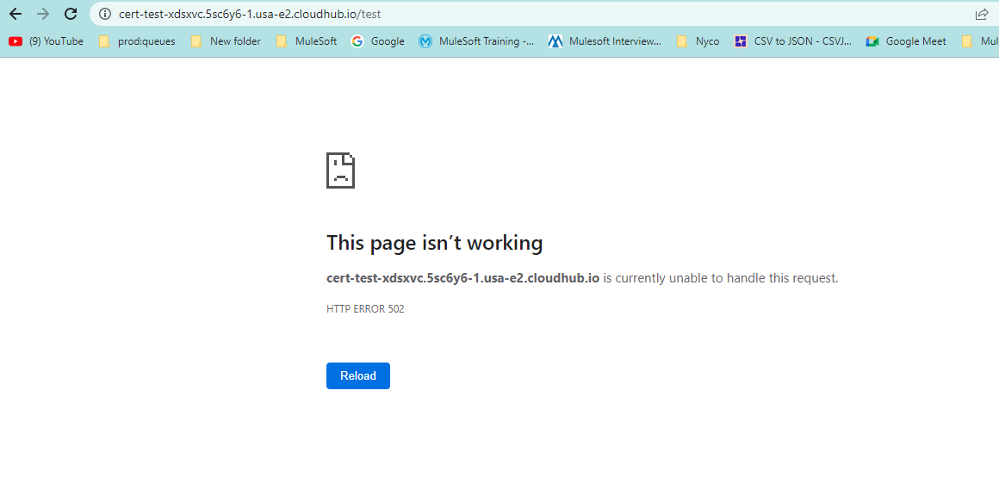 cert-test-xdsxvc.5sc6y6-1.usa-e2.cloudhub.io/test
(9) YouTube prod:queues New folder MuleSoft Google MuleSoft Training -... Mulesoft Interview... Nyco CSV to JSON - CSVJ... Google Meet Mul
This page isn’t working
cert-test-xdsxvc.5sc6y6-1.usa-e2.cloudhub.io is currently unable to handle this request.
HTTP ERROR 502
Reload